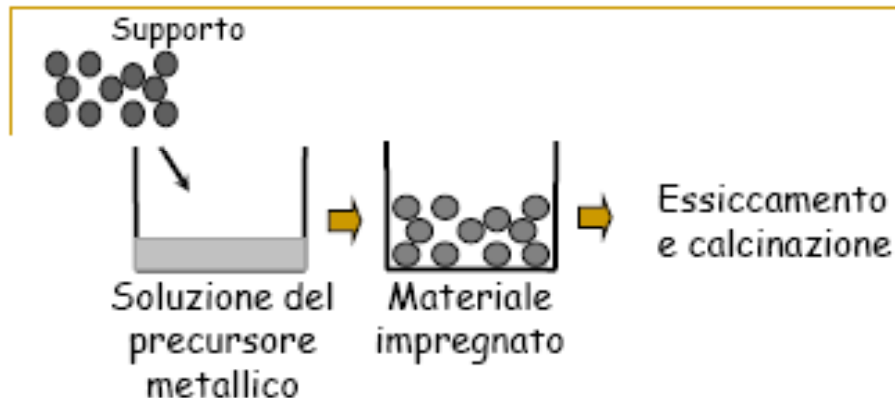 Supporto
Soluzione del
precursore
metallico
Materiale
impregnato
Essiccamento
e calcinazione